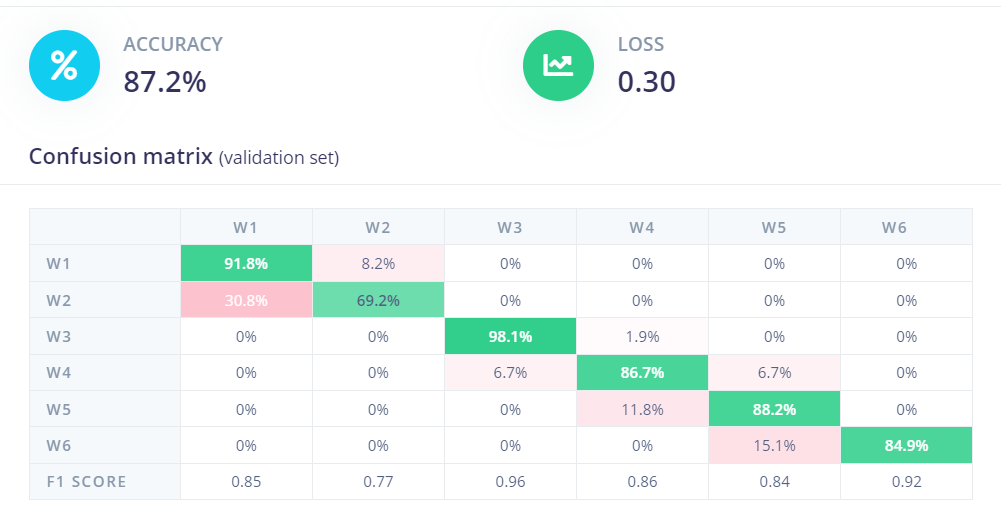 ACCURACY
87.2%
LOSS
0.30
Confusion matrix (validation set)
W1 W2 W3 W4 W5 W6
W1 91.8% 8.2% 0% 0% 0% 0%
W2 30.8% 69.2% 0% 0% 0% 0%
W3 0% 0% 98.1% 1.9% 0% 0%
W4 0% 0% 6.7% 86.7% 6.7% 0%
W5 0% 0% 0% 11.8% 88.2% 0%
W6 0% 0% 0% 0% 15.1% 84.9%
F1 SCORE 0.85 0.77 0.96 0.86 0.84 0.92